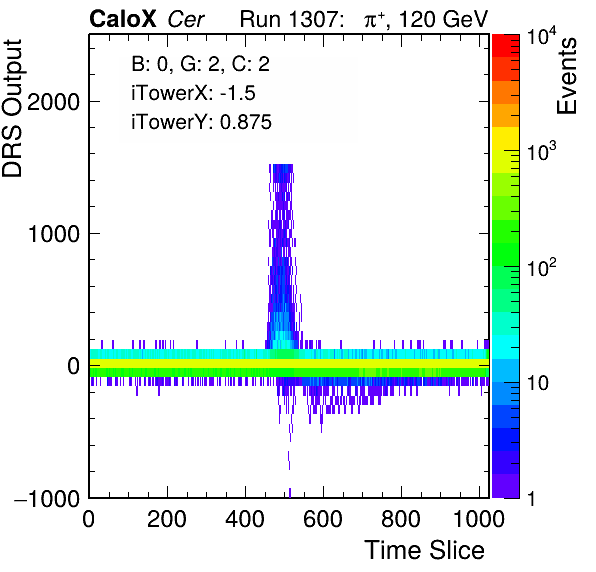 CaloX Cer Run 1307: π⁺, 120 GeV
B: 0, G: 2, C: 2
iTowerX: -1.5
iTowerY: 0.875
DRS Output
2000
1000
0
−1000
0 200 400 600 800 1000
Time Slice
Events
10⁴
10³
10²
10
1